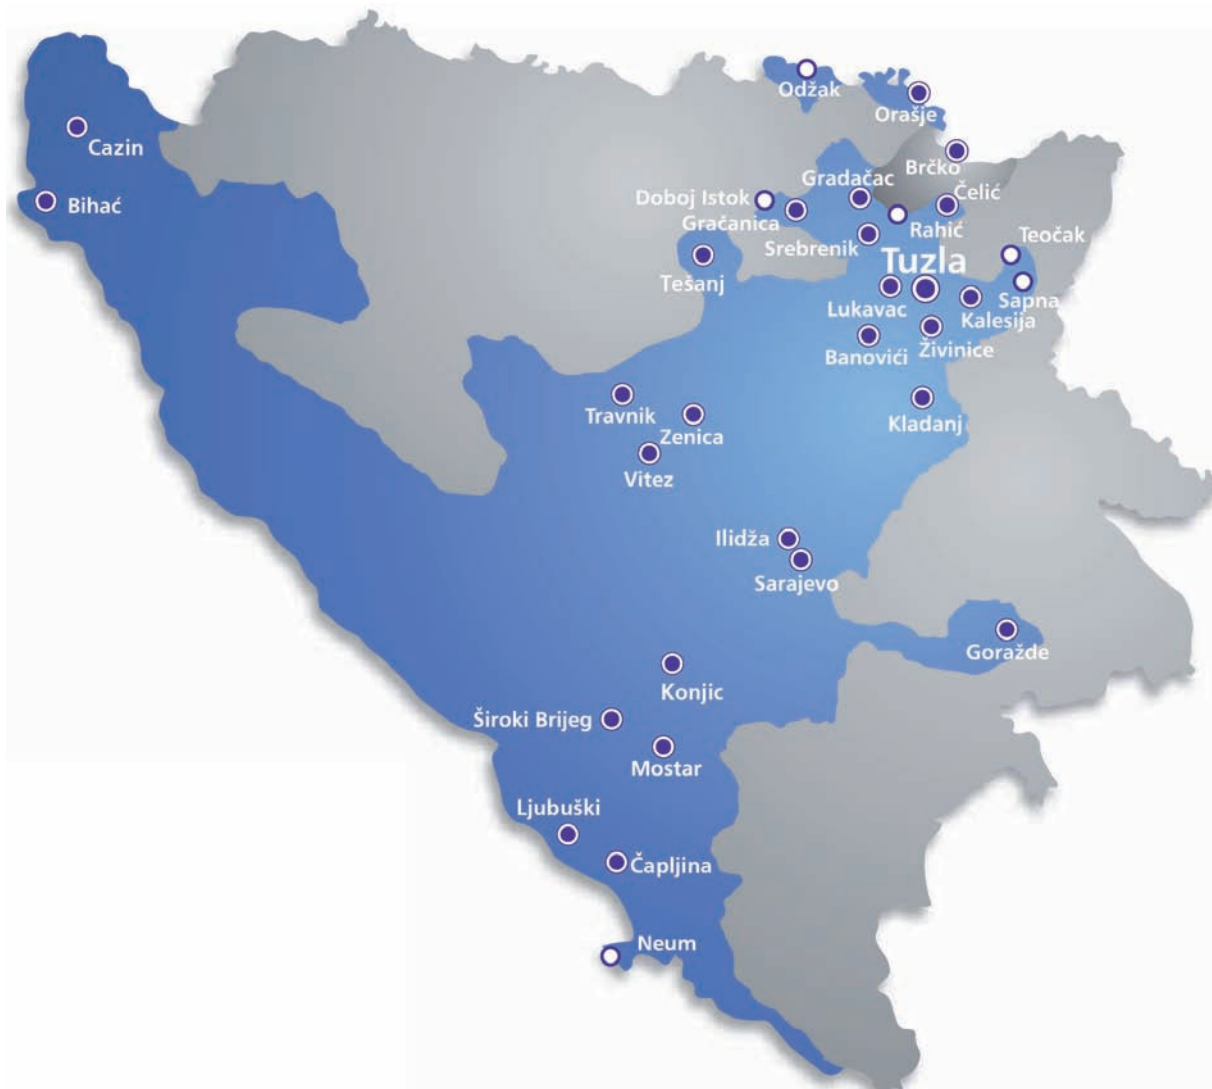 Odžak
Orašje
Cazin
Brčko
Gradačac
Doboj Istok
Čelić
Bihać
Gračanica
Rahić
Teočak
Srebrenik
Tuzla
Tešanj
Lukavac
Sapna
Kalesija
Banovići
Živinice
Travnik
Kladanj
Zenica
Vitez
Ilidža
Sarajevo
Goražde
Konjic
Široki Brijeg
Mostar
Ljubuški
Čapljina
Neum